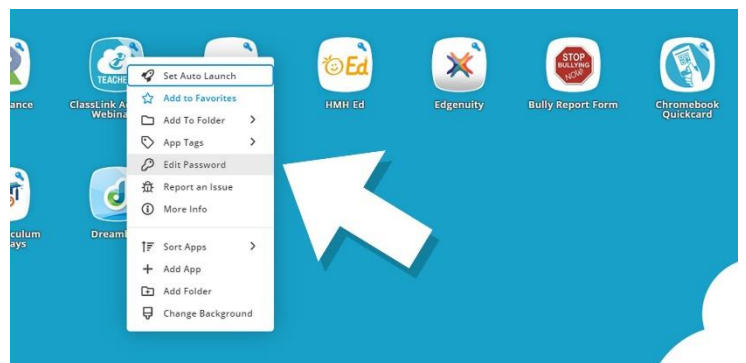 TEACHE
Ed
STOP
BULLYING
NOW
ance
ClassLink A
Webina
HMH Ed
Edgenuity
Bully Report Form
Chromebook
Quickcard
Set Auto Launch
Add to Favorites
Add To Folder
App Tags
Edit Password
Report an Issue
More Info
Sort Apps
Add App
Add Folder
Change Background
culum
ays
Dream